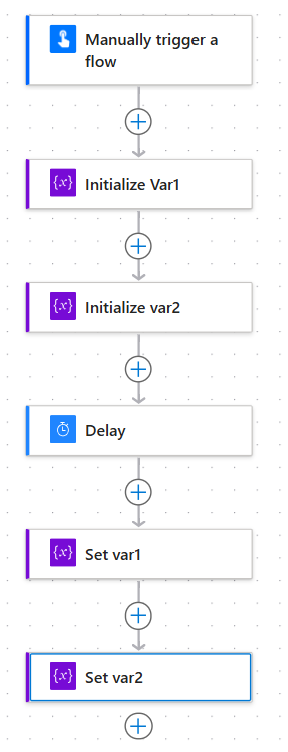 Manually trigger a
flow
{x} Initialize Var1
{x} Initialize var2
Delay
{x} Set var1
{x} Set var2